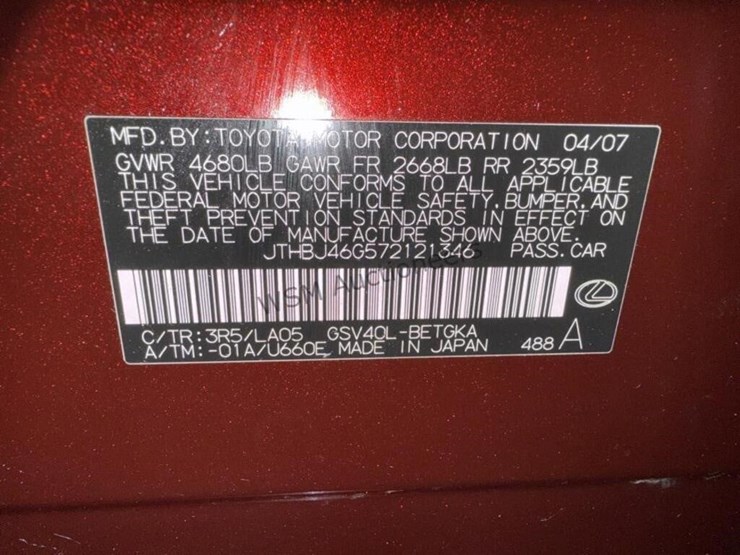 MFD. BY: TOYOTA MOTOR CORPORATION 04/07
GVWR 4680LB GAWR FR 2668LB RR 2359LB
THIS VEHICLE CONFORMS TO ALL APPLICABLE
FEDERAL MOTOR VEHICLE SAFETY, BUMPER, AND
THEFT PREVENTION STANDARDS IN EFFECT ON
THE DATE OF MANUFACTURE SHOWN ABOVE.
JTHBJ46G572121346 PASS. CAR
WSM Auctioneers
C/TR: 3R5/LA05 GSV40L-BETGKA
A/TM: -01A/U660E MADE IN JAPAN 488 A